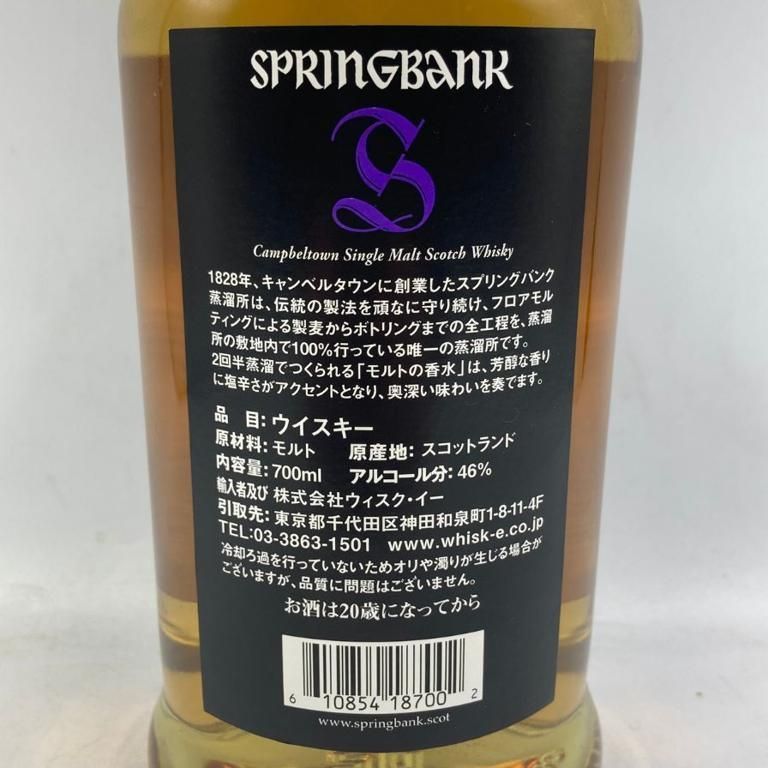 SPRINGBANK
S
Campbeltown Single Malt Scotch Whisky
1828年、キャンベルタウンに創業したスプリングバンク
蒸溜所は、伝統の製法を頑なに守り続け、フロアモル
ティングによる製麦からボトリングまでの全工程を、蒸溜
所の敷地内で100%行っている唯一の蒸溜所です。
2回半蒸溜でつくられる「モルトの香水」は、芳醇な香り
に塩辛さがアクセントとなり、奥深い味わいを奏でます。
品 目: ウイスキー
原材料: モルト 原産地: スコットランド
内容量: 700ml アルコール分: 46%
輸入者及び 株式会社ウィスク・イー
引取先: 東京都千代田区神田和泉町1-8-11-4F
TEL:03-3863-1501 www.whisk-e.co.jp
冷却ろ過を行っていないためオリや濁りが生じる場合が
ございますが、品質に問題はございません。
お酒は20歳になってから
6 10854 18700 2
www.springbank.scot